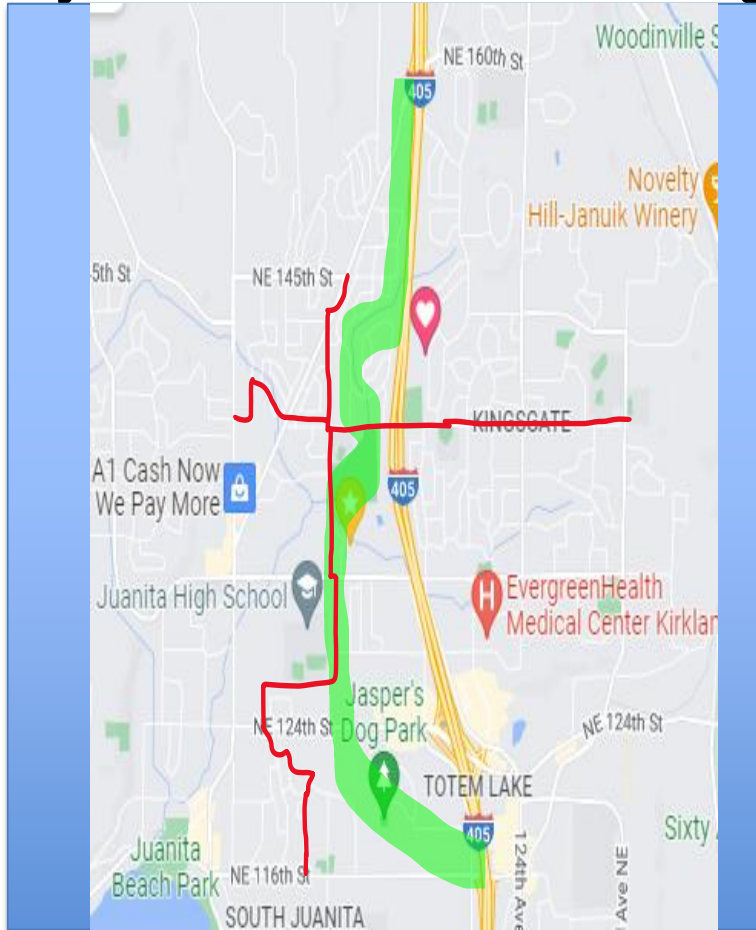 Woodinville S
NE 160th St
405
Novelty
Hill-Januik Winery
5th St
NE 145th St
KINGSGATE
A1 Cash Now
We Pay More
405
Juanita High School
H
EvergreenHealth
Medical Center Kirklan
Jasper's
Dog Park
NE 124th St
NE 124th St
TOTEM LAKE
405
Sixty
124th Ave
Ave NE
Juanita
Beach Park
NE 116th St
SOUTH JUANITA